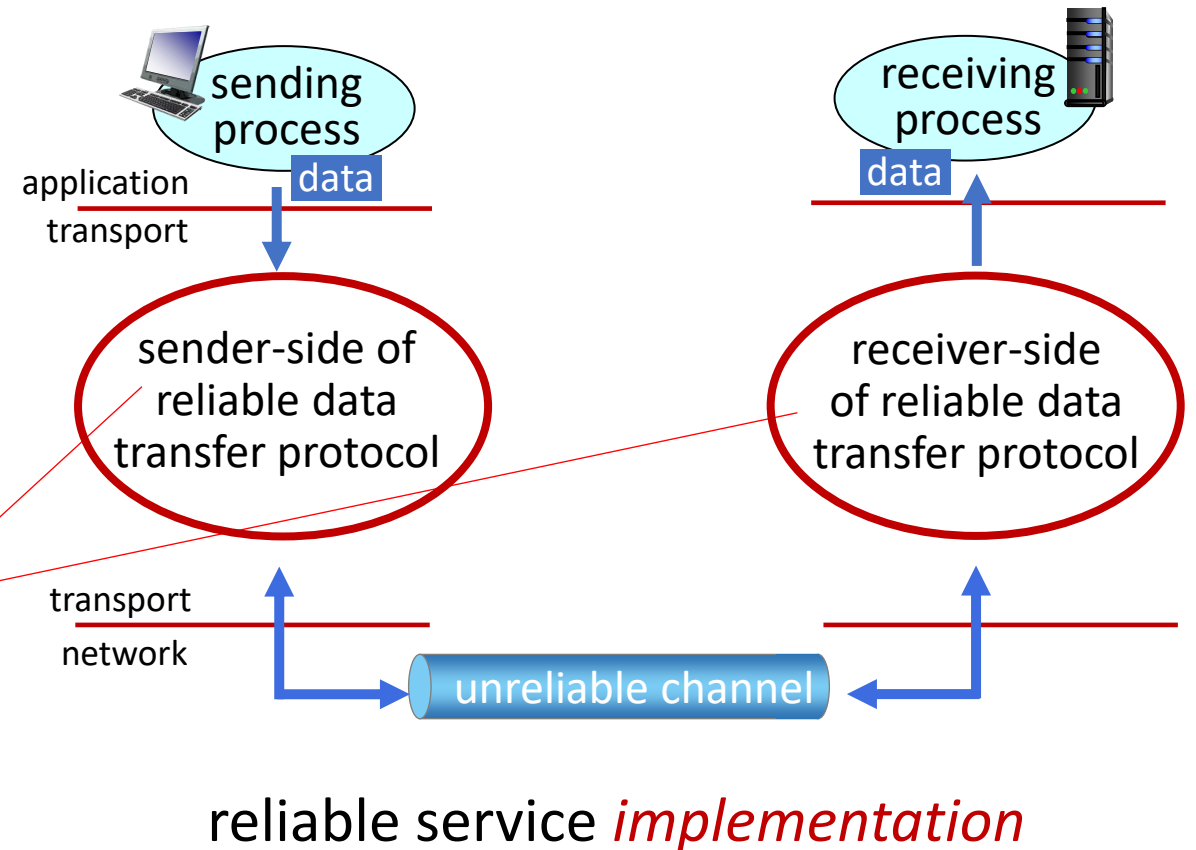 sending
process
data
application
transport
receiving
process
data
sender-side of
reliable data
transfer protocol
receiver-side
of reliable data
transfer protocol
transport
network
unreliable channel
reliable service implementation